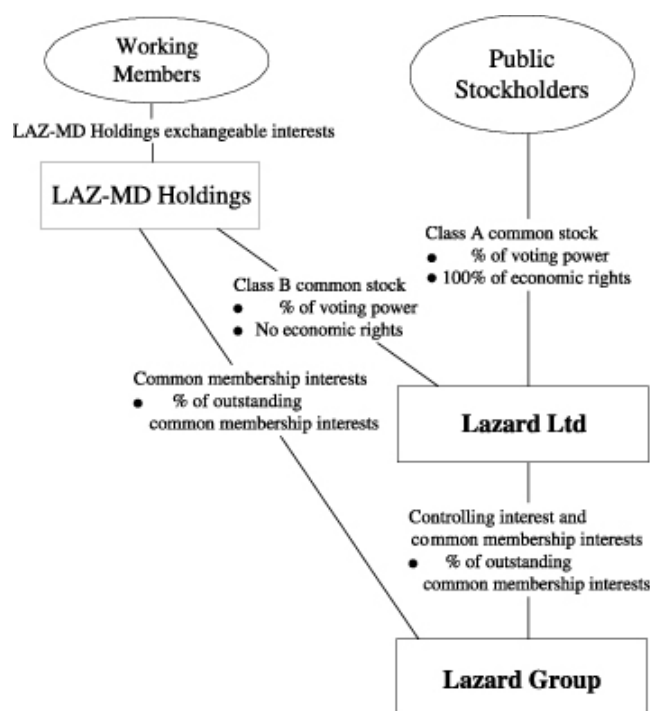 Working
Members
Public
Stockholders
LAZ-MD Holdings exchangeable interests
LAZ-MD Holdings
Class A common stock
● % of voting power
● 100% of economic rights
Class B common stock
● % of voting power
● No economic rights
Common membership interests
● % of outstanding
common membership interests
Lazard Ltd
Controlling interest and
common membership interests
● % of outstanding
common membership interests
Lazard Group